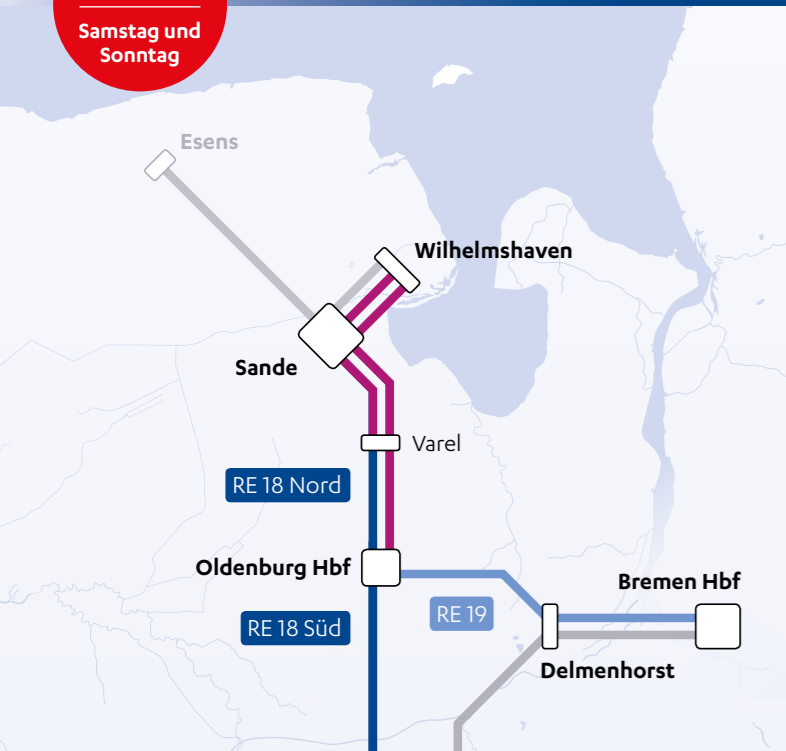 Samstag und
Sonntag
Esens
Wilhelmshaven
Sande
Varel
RE 18 Nord
Oldenburg Hbf
Bremen Hbf
RE 19
RE 18 Süd
Delmenhorst